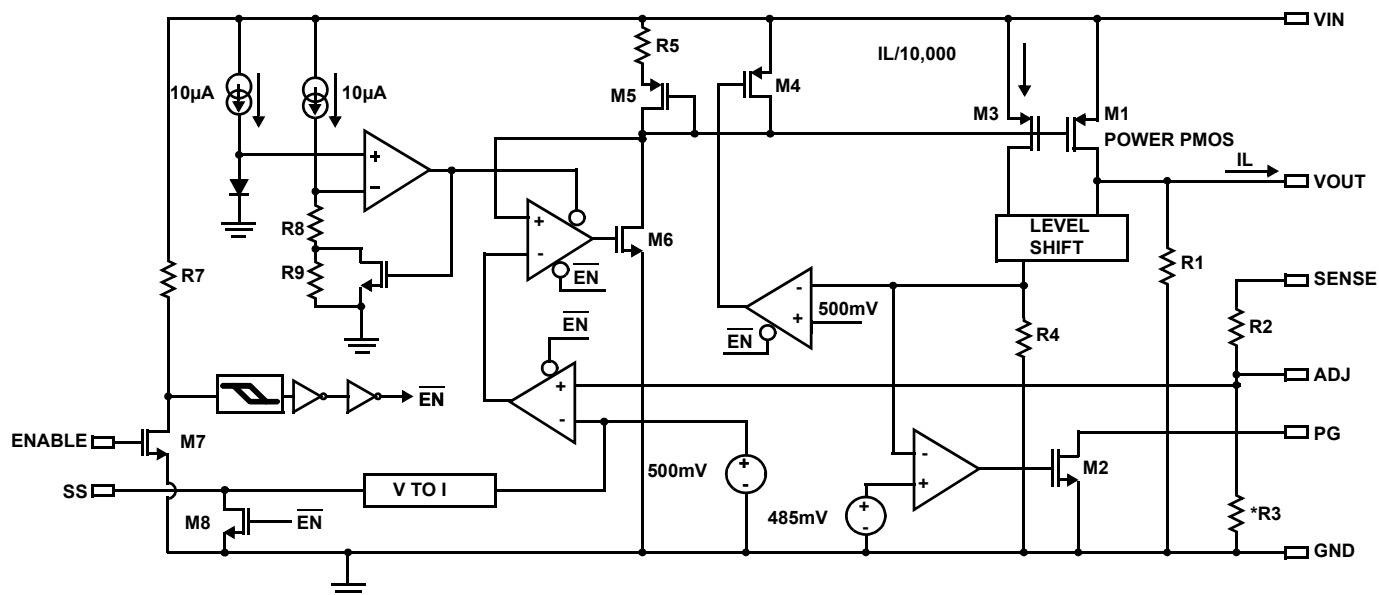 VIN
R5
IL/10,000
10µA
10µA
M5
M4
M3
M1
POWER PMOS
IL
VOUT
+
−
R8
R9
+
-
M6
EN
LEVEL
SHIFT
R1
R7
SENSE
-
+
500mV
EN
EN
R4
R2
+
-
ADJ
EN
ENABLE
M7
PG
500mV
+
-
-
+
M2
SS
V TO I
M8
EN
485mV
+
-
*R3
GND